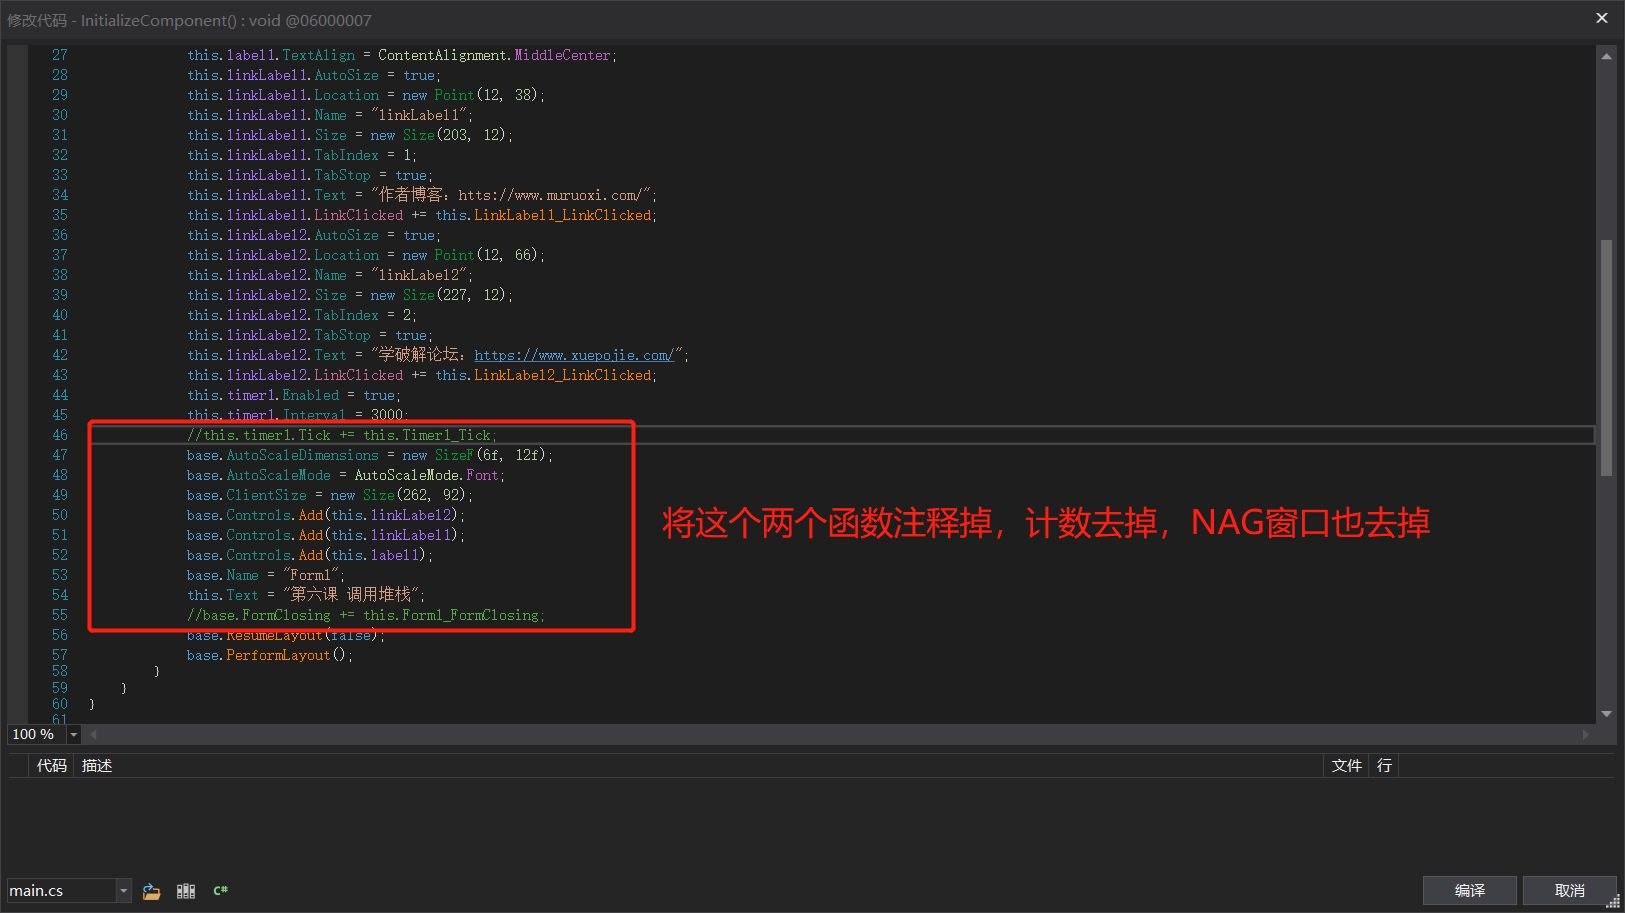 修改代码 - InitializeComponent() : void @06000007
27 this.label1.TextAlign = ContentAlignment.MiddleCenter;
28 this.linkLabel1.AutoSize = true;
29 this.linkLabel1.Location = new Point(12, 38);
30 this.linkLabel1.Name = "linkLabel1";
31 this.linkLabel1.Size = new Size(203, 12);
32 this.linkLabel1.TabIndex = 1;
33 this.linkLabel1.TabStop = true;
34 this.linkLabel1.Text = "作者博客：htts://www.muruoxi.com/";
35 this.linkLabel1.LinkClicked += this.LinkLabel1_LinkClicked;
36 this.linkLabel2.AutoSize = true;
37 this.linkLabel2.Location = new Point(12, 66);
38 this.linkLabel2.Name = "linkLabel2";
39 this.linkLabel2.Size = new Size(227, 12);
40 this.linkLabel2.TabIndex = 2;
41 this.linkLabel2.TabStop = true;
42 this.linkLabel2.Text = "学破解论坛：https://www.xuepojie.com/";
43 this.linkLabel2.LinkClicked += this.LinkLabel2_LinkClicked;
44 this.timer1.Enabled = true;
45 this.timer1.Interval = 3000;
46 //this.timer1.Tick += this.Timer1_Tick;
47 base.AutoScaleDimensions = new SizeF(6f, 12f);
48 base.AutoScaleMode = AutoScaleMode.Font;
49 base.ClientSize = new Size(262, 92);
50 base.Controls.Add(this.linkLabel2);
51 base.Controls.Add(this.linkLabel1);
52 base.Controls.Add(this.label1);
53 base.Name = "Form1";
54 this.Text = "第六课 调用堆栈";
55 //base.FormClosing += this.Form1_FormClosing;
56 base.ResumeLayout(false);
57 base.PerformLayout();
58 }
59 }
60 }
61
将这个两个函数注释掉，计数去掉，NAG窗口也去掉
100 %
代码 描述 文件 行
main.cs C# 编译 取消